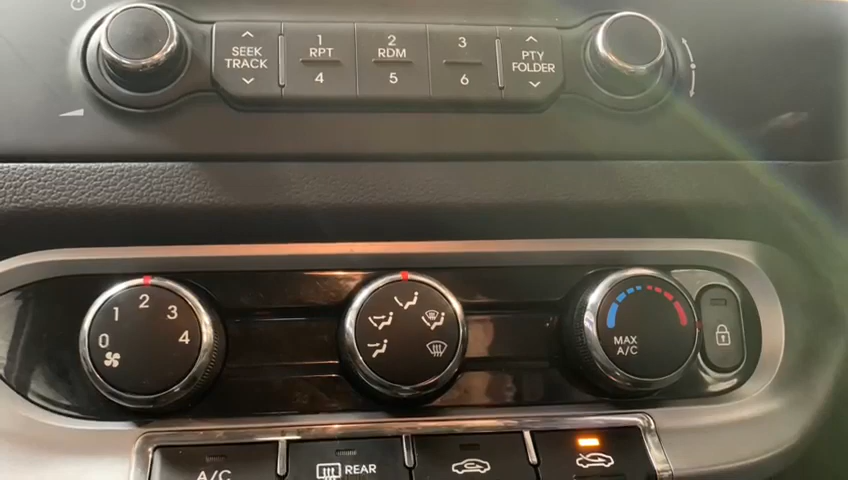 SEEK
TRACK
1
RPT
4
2
RDM
5
3
6
PTY
FOLDER
0
1
2
3
4
MAX
A/C
A/C
REAR